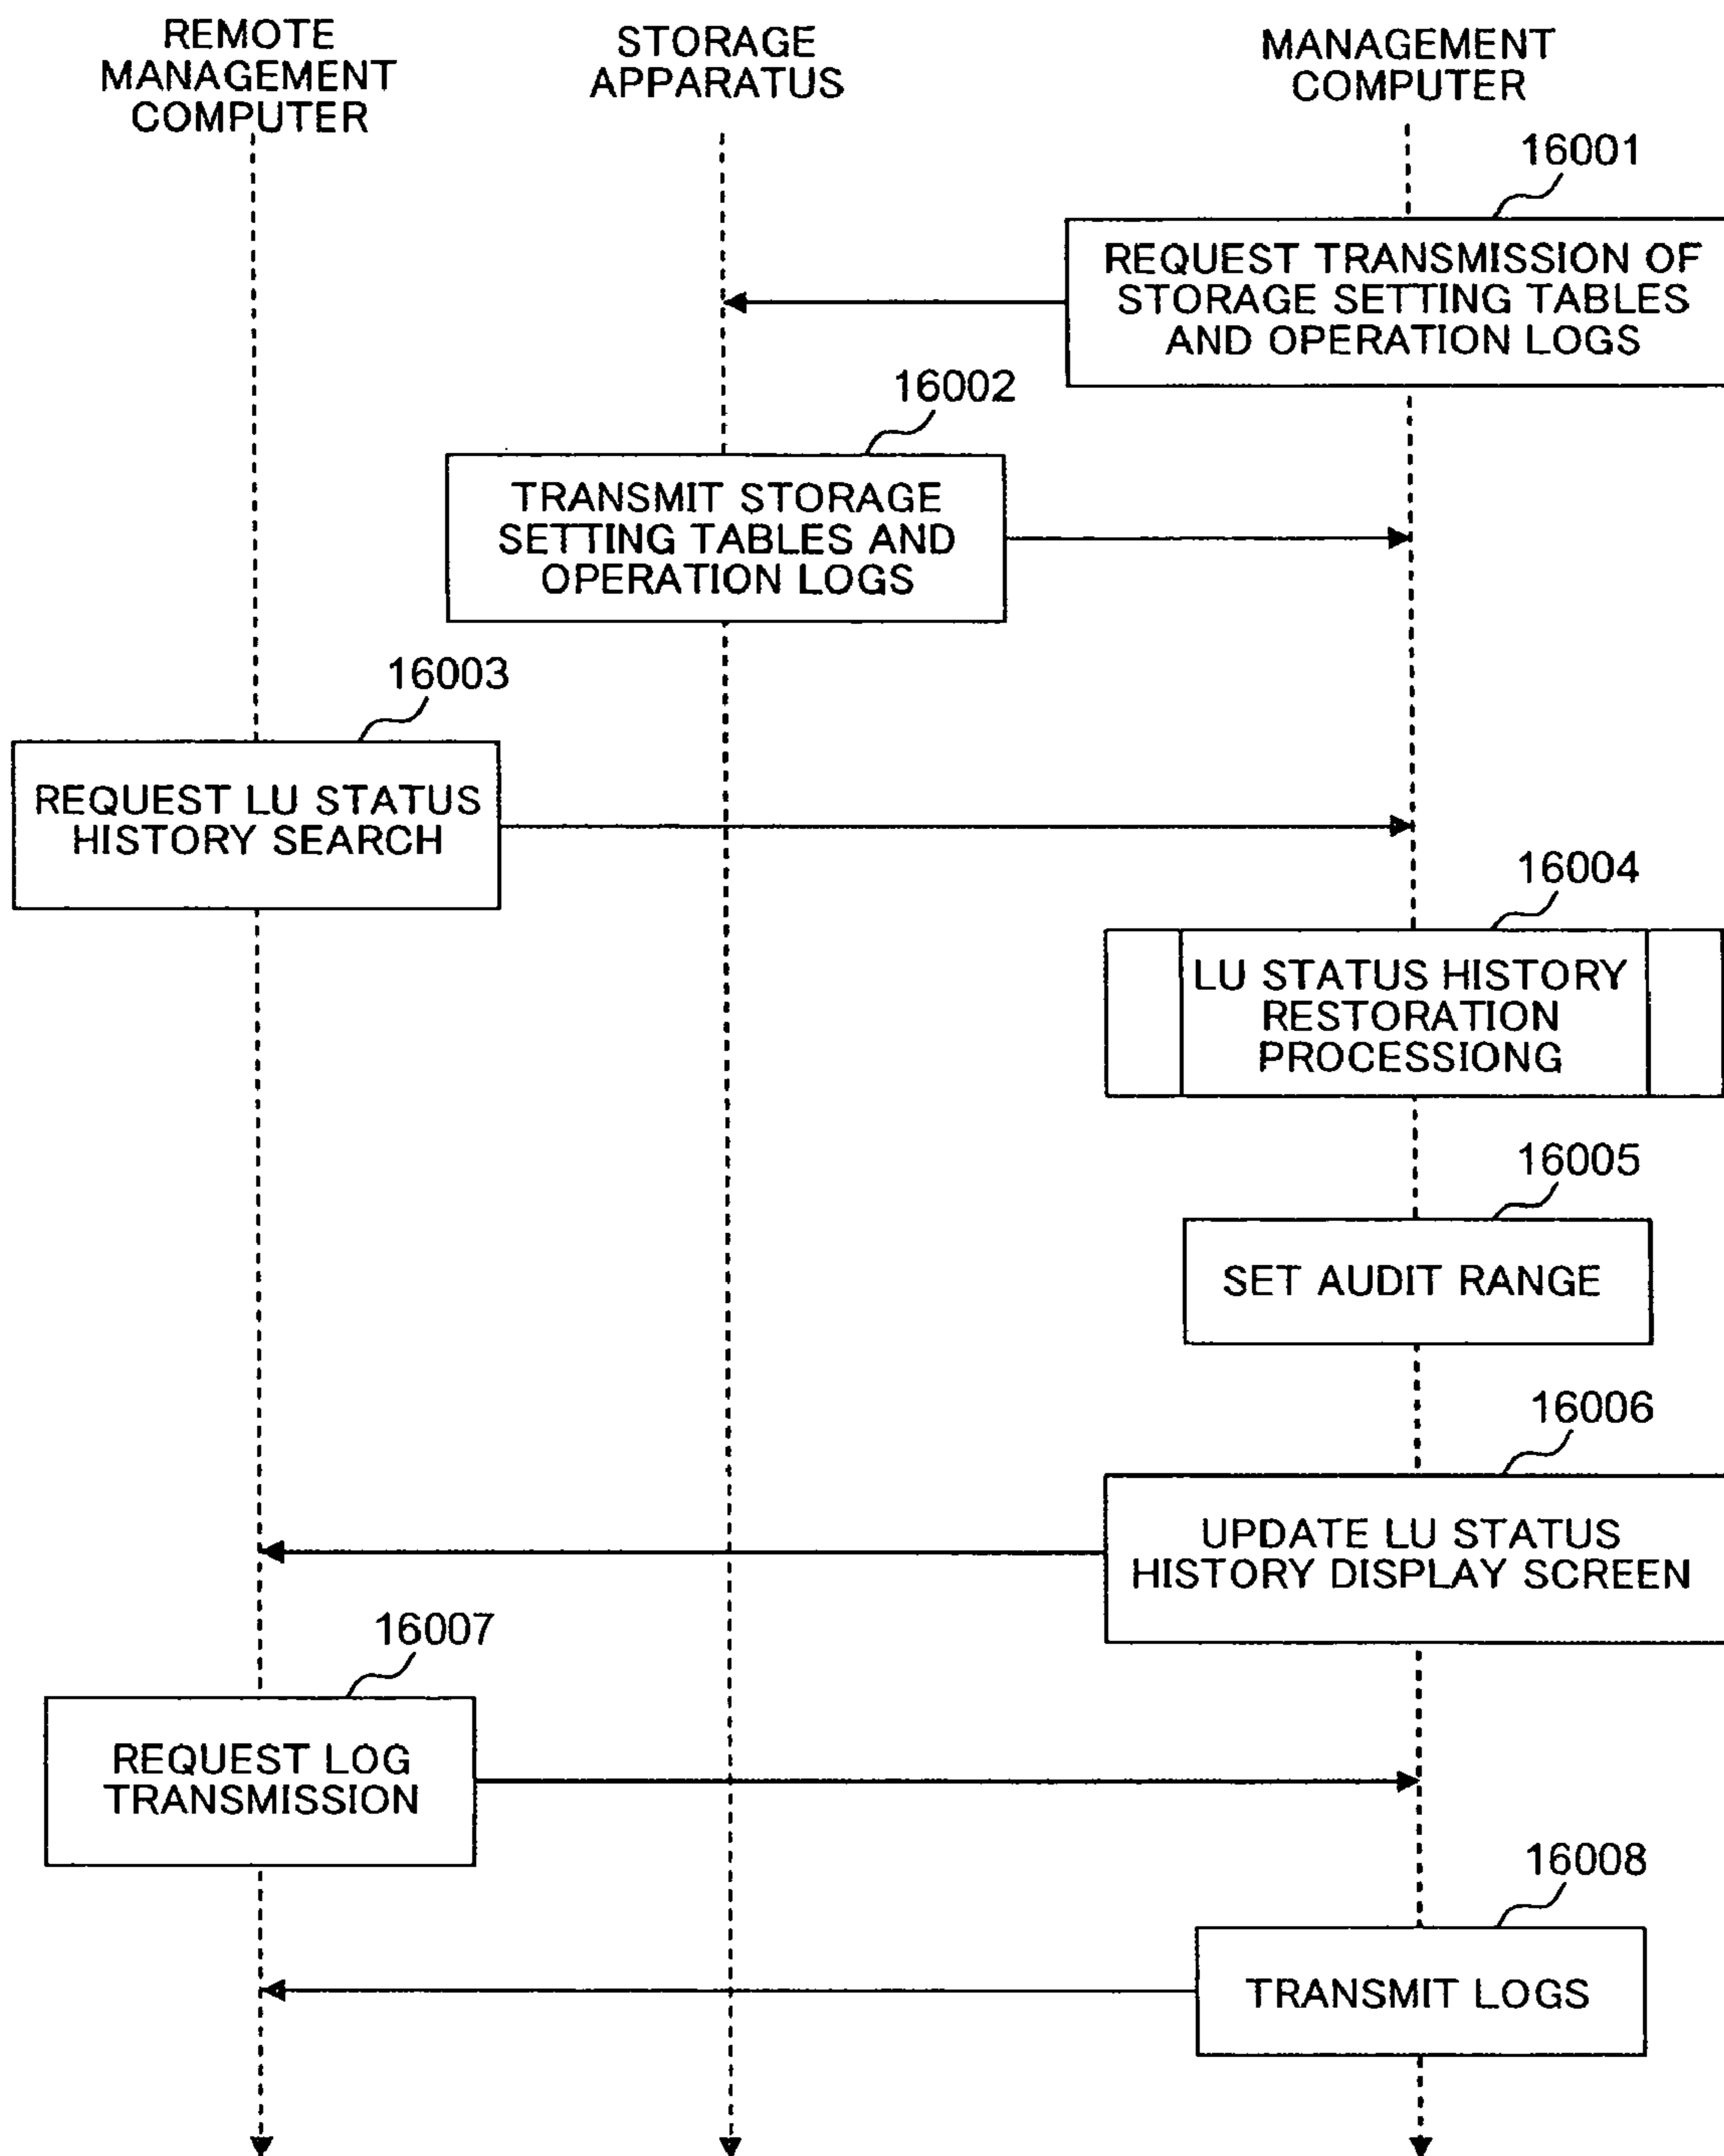 REMOTE
MANAGEMENT
COMPUTER
STORAGE
APPARATUS
MANAGEMENT
COMPUTER
16001
REQUEST TRANSMISSION OF
STORAGE SETTING TABLES
AND OPERATION LOGS
16002
TRANSMIT STORAGE
SETTING TABLES AND
OPERATION LOGS
16003
REQUEST LU STATUS
HISTORY SEARCH
16004
LU STATUS HISTORY
RESTORATION
PROCESSIONG
16005
SET AUDIT RANGE
16006
UPDATE LU STATUS
HISTORY DISPLAY SCREEN
16007
REQUEST LOG
TRANSMISSION
16008
TRANSMIT LOGS